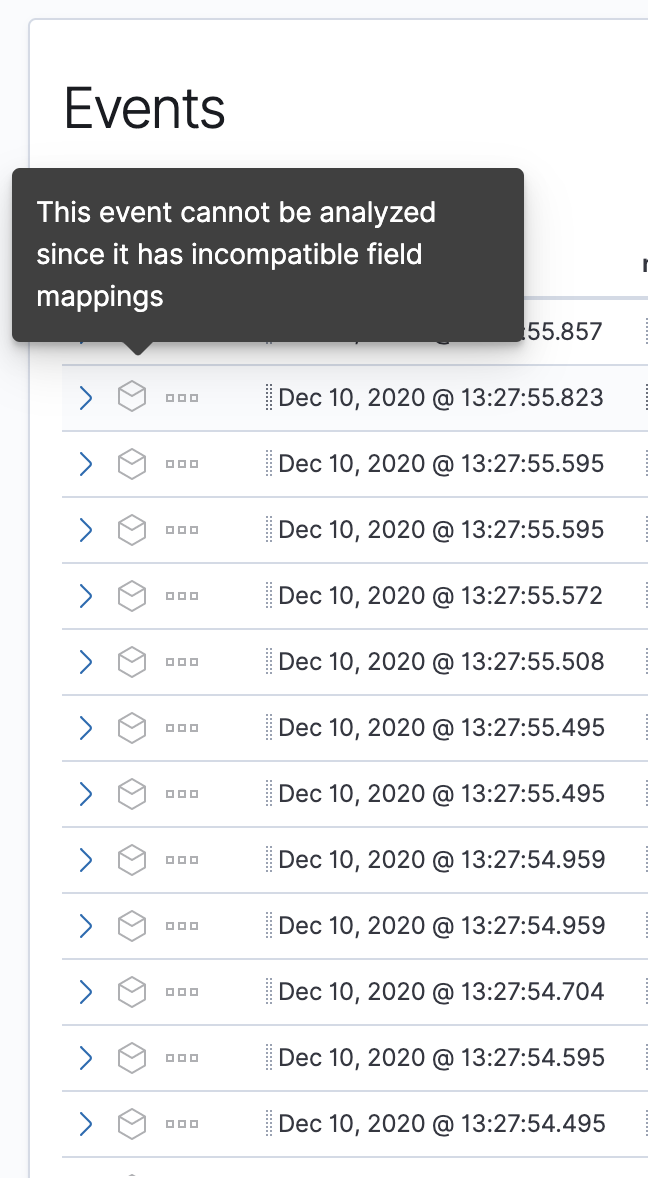 Events
This event cannot be analyzed
since it has incompatible field
mappings
:55.857
Dec 10, 2020 @ 13:27:55.823
Dec 10, 2020 @ 13:27:55.595
Dec 10, 2020 @ 13:27:55.595
Dec 10, 2020 @ 13:27:55.572
Dec 10, 2020 @ 13:27:55.508
Dec 10, 2020 @ 13:27:55.495
Dec 10, 2020 @ 13:27:55.495
Dec 10, 2020 @ 13:27:54.959
Dec 10, 2020 @ 13:27:54.959
Dec 10, 2020 @ 13:27:54.704
Dec 10, 2020 @ 13:27:54.595
Dec 10, 2020 @ 13:27:54.495